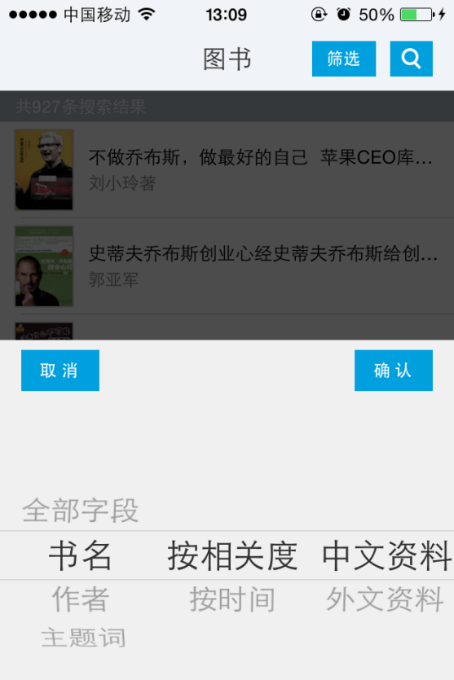 中国移动 13:09 50%
图书 筛选
共927条搜索结果
不做乔布斯，做最好的自己 苹果CEO库...
刘小玲著
史蒂夫乔布斯创业心经史蒂夫乔布斯给创...
郭亚军
取消 确认
全部字段
书名 按相关度 中文资料
作者 按时间 外文资料
主题词